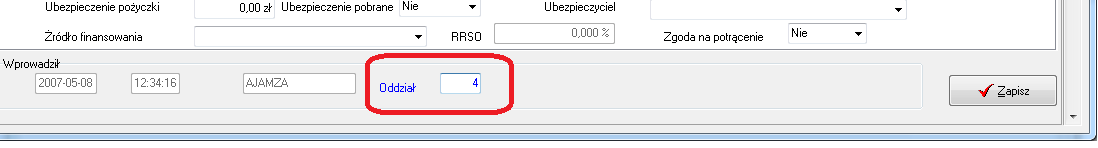 Ubezpieczenie pożyczki 0,00 zł Ubezpieczenie pobrane Nie Ubezpieczyciel
Źródło finansowania RRSO 0,000 % Zgoda na potrącenie Nie
Wprowadził
2007-05-08 12:34:16 AJAMZA Oddział 4 Zapisz